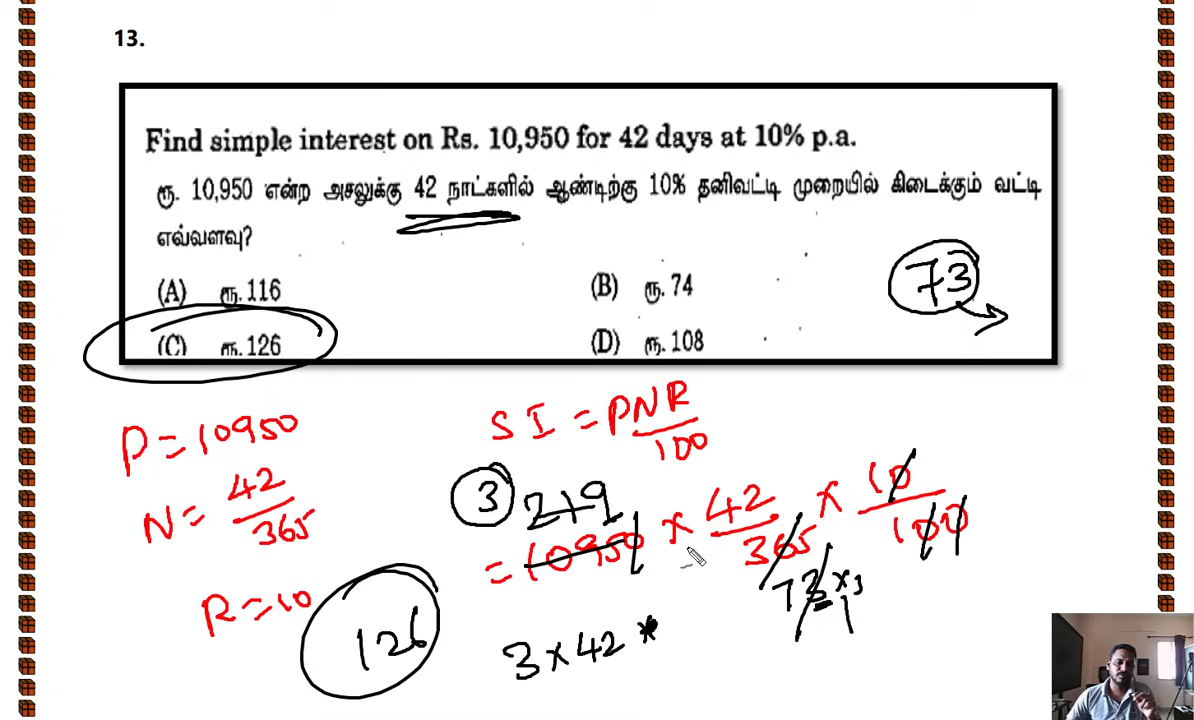 13.
Find simple interest on Rs. 10,950 for 42 days at 10% p.a.
ரூ. 10,950 என்ற அசலுக்கு 42 நாட்களில் ஆண்டிற்கு 10% தனிவட்டி முறையில் கிடைக்கும் வட்டி
எவ்வளவு?
73
(A) ரூ.116 (B) ரூ.74
(C) ரூ.126 (D) ரூ.108
P=10950
N= 42/365
R=10
126
SI = PNR/100
3 219
= 10950 × 42/365 × 10/100
73×3
1
3×42